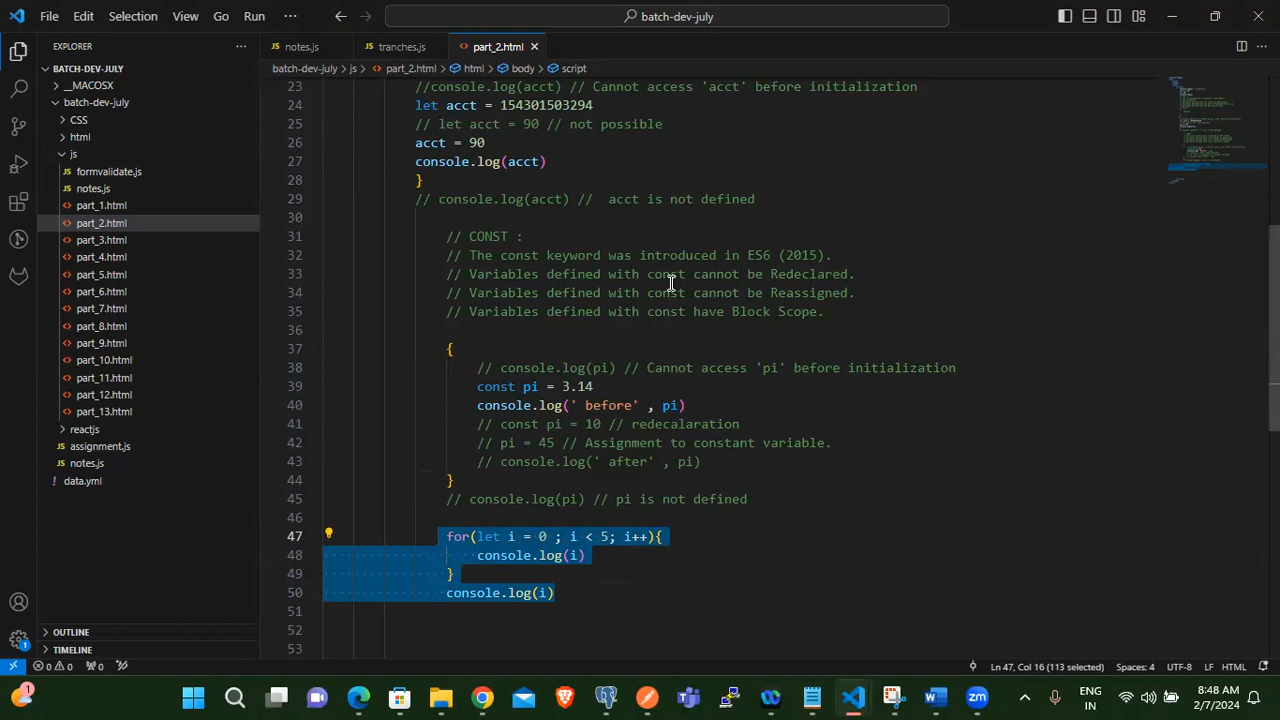 File Edit Selection View Go Run ··· batch-dev-july
EXPLORER ···
BATCH-DEV-JULY
__MACOSX
batch-dev-july
CSS
html
js
formvalidate.js
notes.js
part_1.html
part_2.html
part_3.html
part_4.html
part_5.html
part_6.html
part_7.html
part_8.html
part_9.html
part_10.html
part_11.html
part_12.html
part_13.html
reactjs
assignment.js
notes.js
data.yml
OUTLINE
TIMELINE
notes.js tranches.js part_2.html
batch-dev-july > js > part_2.html > html > body > script
23 //console.log(acct) // Cannot access 'acct' before initialization
24 let acct = 154301503294
25 // let acct = 90 // not possible
26 acct = 90
27 console.log(acct)
28 }
29 // console.log(acct) //  acct is not defined
30
31 // CONST :
32 // The const keyword was introduced in ES6 (2015).
33 // Variables defined with const cannot be Redeclared.
34 // Variables defined with const cannot be Reassigned.
35 // Variables defined with const have Block Scope.
36
37 {
38 // console.log(pi) // Cannot access 'pi' before initialization
39 const pi = 3.14
40 console.log(' before' , pi)
41 // const pi = 10 // redecalaration
42 // pi = 45 // Assignment to constant variable.
43 // console.log(' after' , pi)
44 }
45 // console.log(pi) // pi is not defined
46
47 for(let i = 0 ; i < 5; i++){
48 console.log(i)
49 }
50 console.log(i)
51
52
53
0 0 0 Ln 47, Col 16 (113 selected) Spaces: 4 UTF-8 LF HTML
1 ENG IN 8:48 AM 2/7/2024